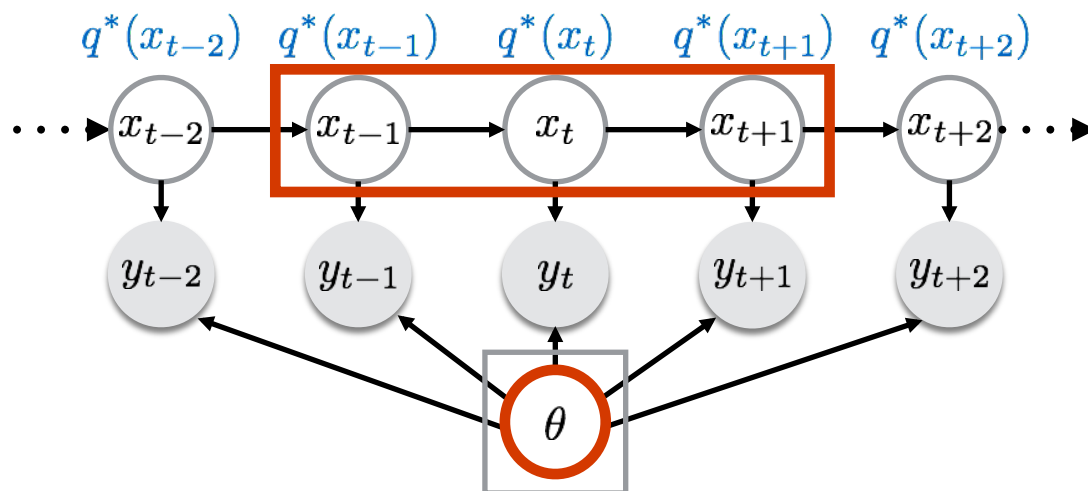 q*(x_{t−2}) q*(x_{t−1}) q*(x_t) q*(x_{t+1}) q*(x_{t+2})
x_{t−2} x_{t−1} x_t x_{t+1} x_{t+2}
y_{t−2} y_{t−1} y_t y_{t+1} y_{t+2}
θ